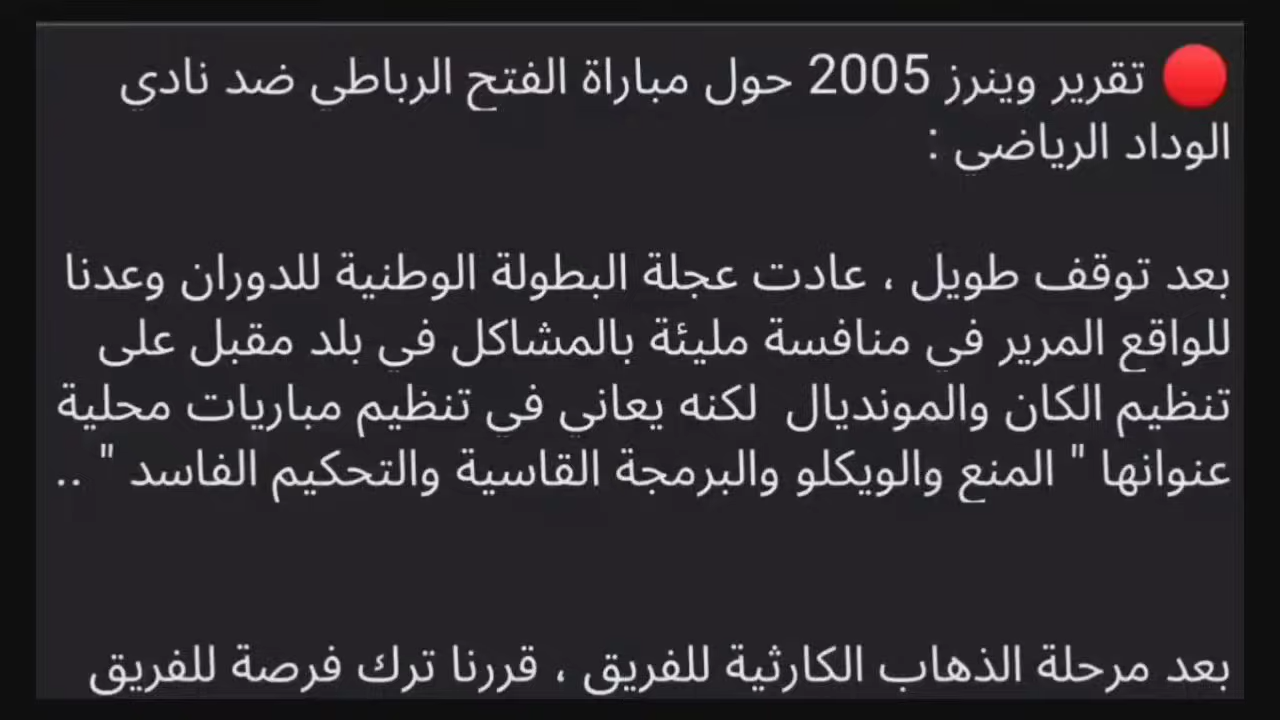 🔴 تقرير وينرز 2005 حول مباراة الفتح الرباطي ضد نادي
الوداد الرياضي :
بعد توقف طويل ، عادت عجلة البطولة الوطنية للدوران وعدنا
للواقع المرير في منافسة مليئة بالمشاكل في بلد مقبل على
تنظيم الكان والمونديال لكنه يعاني في تنظيم مباريات محلية
عنوانها " المنع والويكلو والبرمجة القاسية والتحكيم الفاسد " ..
بعد مرحلة الذهاب الكارثية للفريق ، قررنا ترك فرصة للفريق